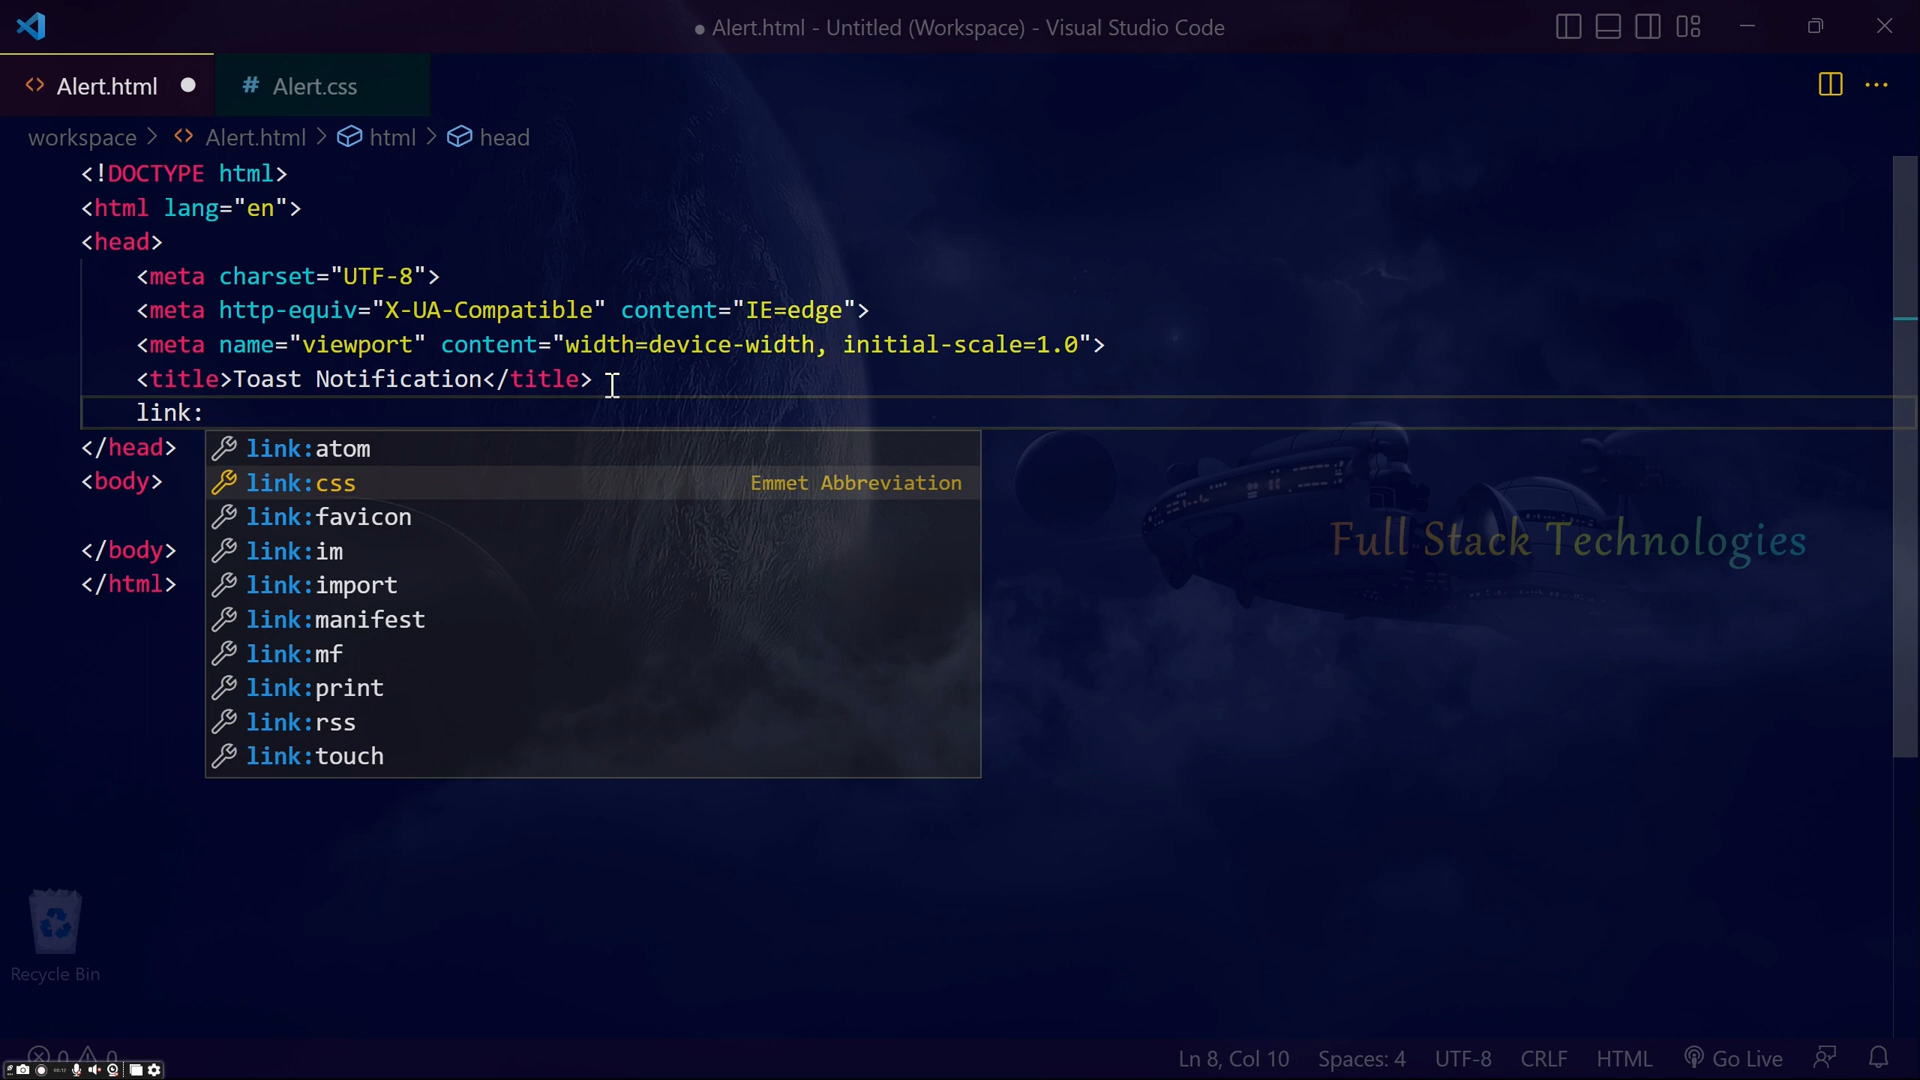 ● Alert.html - Untitled (Workspace) - Visual Studio Code
Alert.html
# Alert.css
workspace > Alert.html > html > head
<!DOCTYPE html>
<html lang="en">
<head>
<meta charset="UTF-8">
<meta http-equiv="X-UA-Compatible" content="IE=edge">
<meta name="viewport" content="width=device-width, initial-scale=1.0">
<title>Toast Notification</title>
link:
</head>
<body>
</body>
</html>
link:atom
link:css Emmet Abbreviation
link:favicon
link:im
link:import
link:manifest
link:mf
link:print
link:rss
link:touch
Full Stack Technologies
Recycle Bin
0 0
Ln 8, Col 10 Spaces: 4 UTF-8 CRLF HTML Go Live